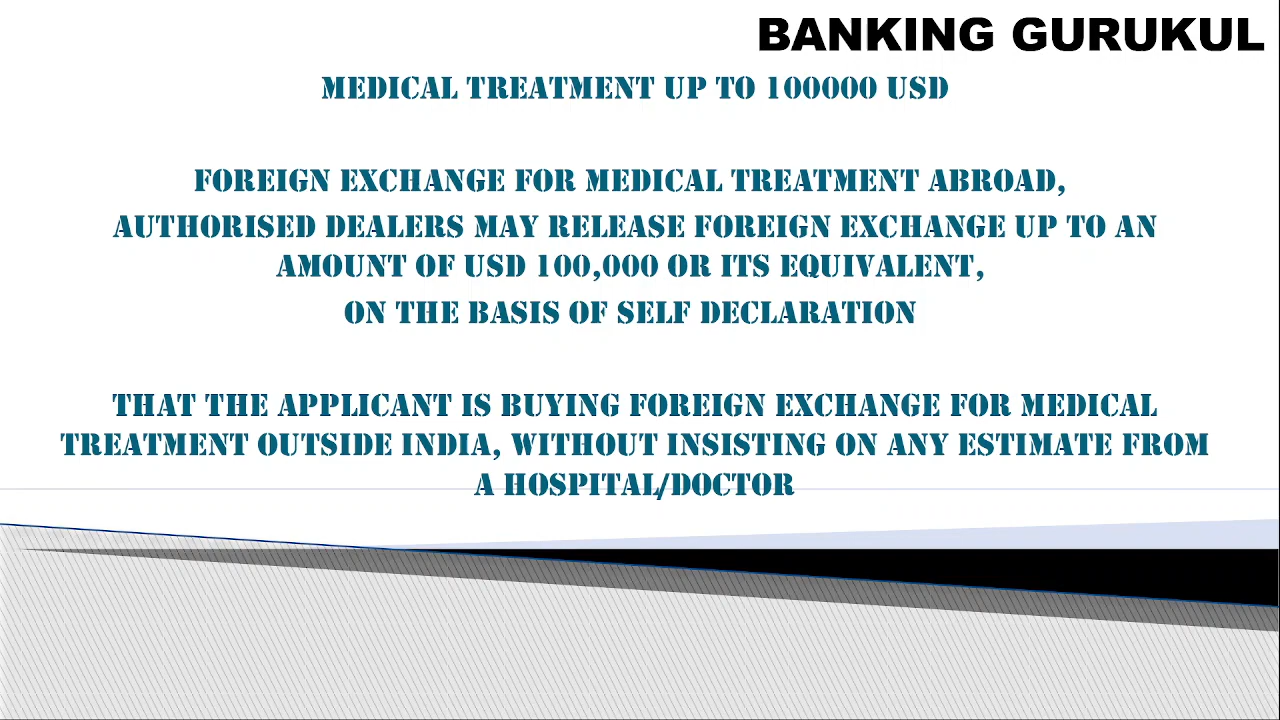 BANKING GURUKUL
MEDICAL TREATMENT UP TO 100000 USD
FOREIGN EXCHANGE FOR MEDICAL TREATMENT ABROAD,
AUTHORISED DEALERS MAY RELEASE FOREIGN EXCHANGE UP TO AN
AMOUNT OF USD 100,000 OR ITS EQUIVALENT,
ON THE BASIS OF SELF DECLARATION
THAT THE APPLICANT IS BUYING FOREIGN EXCHANGE FOR MEDICAL
TREATMENT OUTSIDE INDIA, WITHOUT INSISTING ON ANY ESTIMATE FROM
A HOSPITAL/DOCTOR